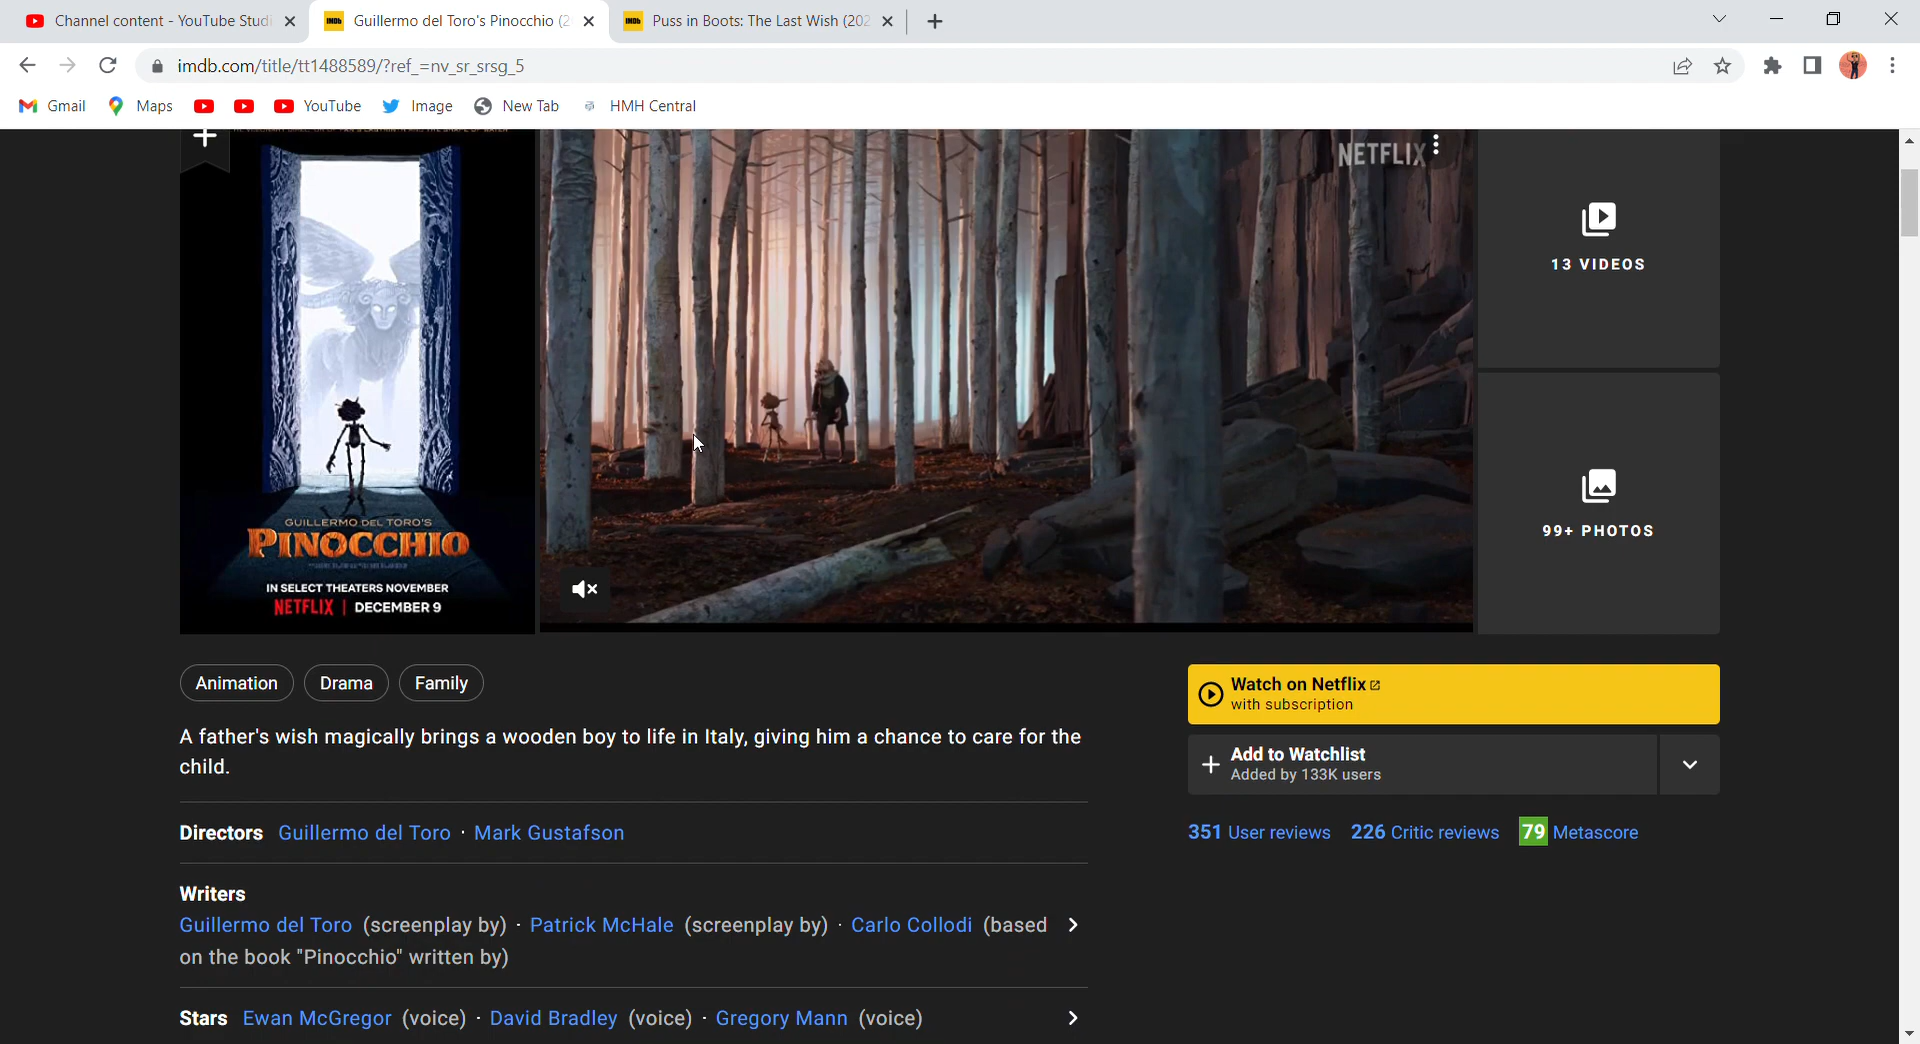 Channel content - YouTube Studi
Guillermo del Toro's Pinocchio (2
Puss in Boots: The Last Wish (202
imdb.com/title/tt1488589/?ref_=nv_sr_srsg_5
Gmail
Maps
YouTube
Image
New Tab
HMH Central
NETFLIX
13 VIDEOS
99+ PHOTOS
GUILLERMO DEL TORO'S
PINOCCHIO
IN SELECT THEATERS NOVEMBER
NETFLIX | DECEMBER 9
Animation
Drama
Family
A father's wish magically brings a wooden boy to life in Italy, giving him a chance to care for the
child.
Directors Guillermo del Toro · Mark Gustafson
Writers
Guillermo del Toro (screenplay by) · Patrick McHale (screenplay by) · Carlo Collodi (based
on the book "Pinocchio" written by)
Stars Ewan McGregor (voice) · David Bradley (voice) · Gregory Mann (voice)
Watch on Netflix
with subscription
Add to Watchlist
Added by 133K users
351 User reviews 226 Critic reviews 79 Metascore